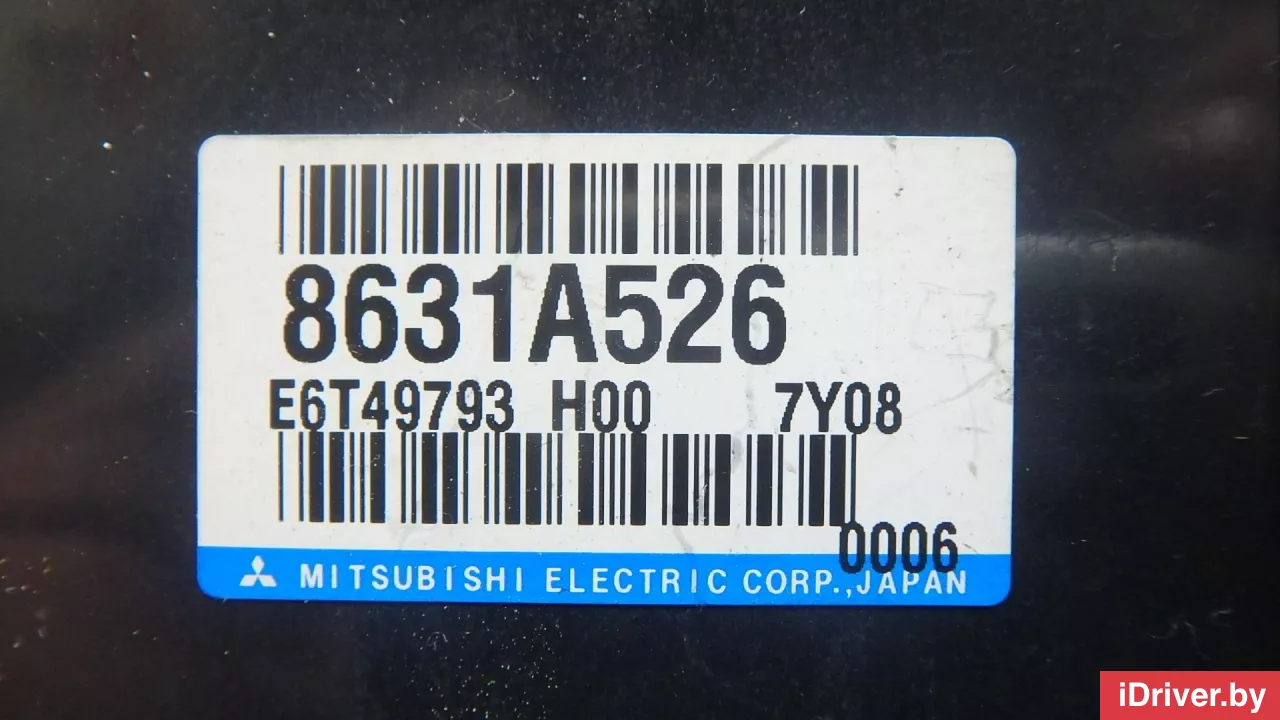 8631A526
E6T49793 H00 7Y08
0006
MITSUBISHI ELECTRIC CORP.,JAPAN
iDriver.by